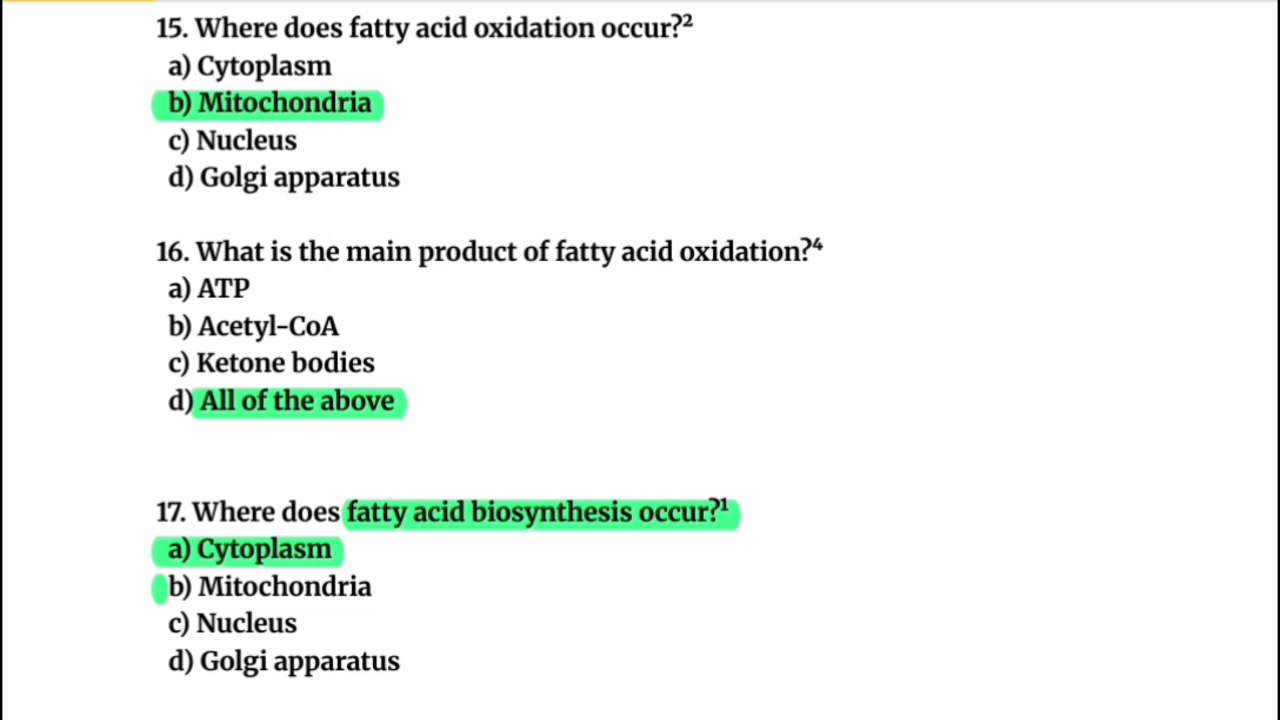 15. Where does fatty acid oxidation occur?²
a) Cytoplasm
b) Mitochondria
c) Nucleus
d) Golgi apparatus
16. What is the main product of fatty acid oxidation?⁴
a) ATP
b) Acetyl-CoA
c) Ketone bodies
d) All of the above
17. Where does fatty acid biosynthesis occur?¹
a) Cytoplasm
b) Mitochondria
c) Nucleus
d) Golgi apparatus